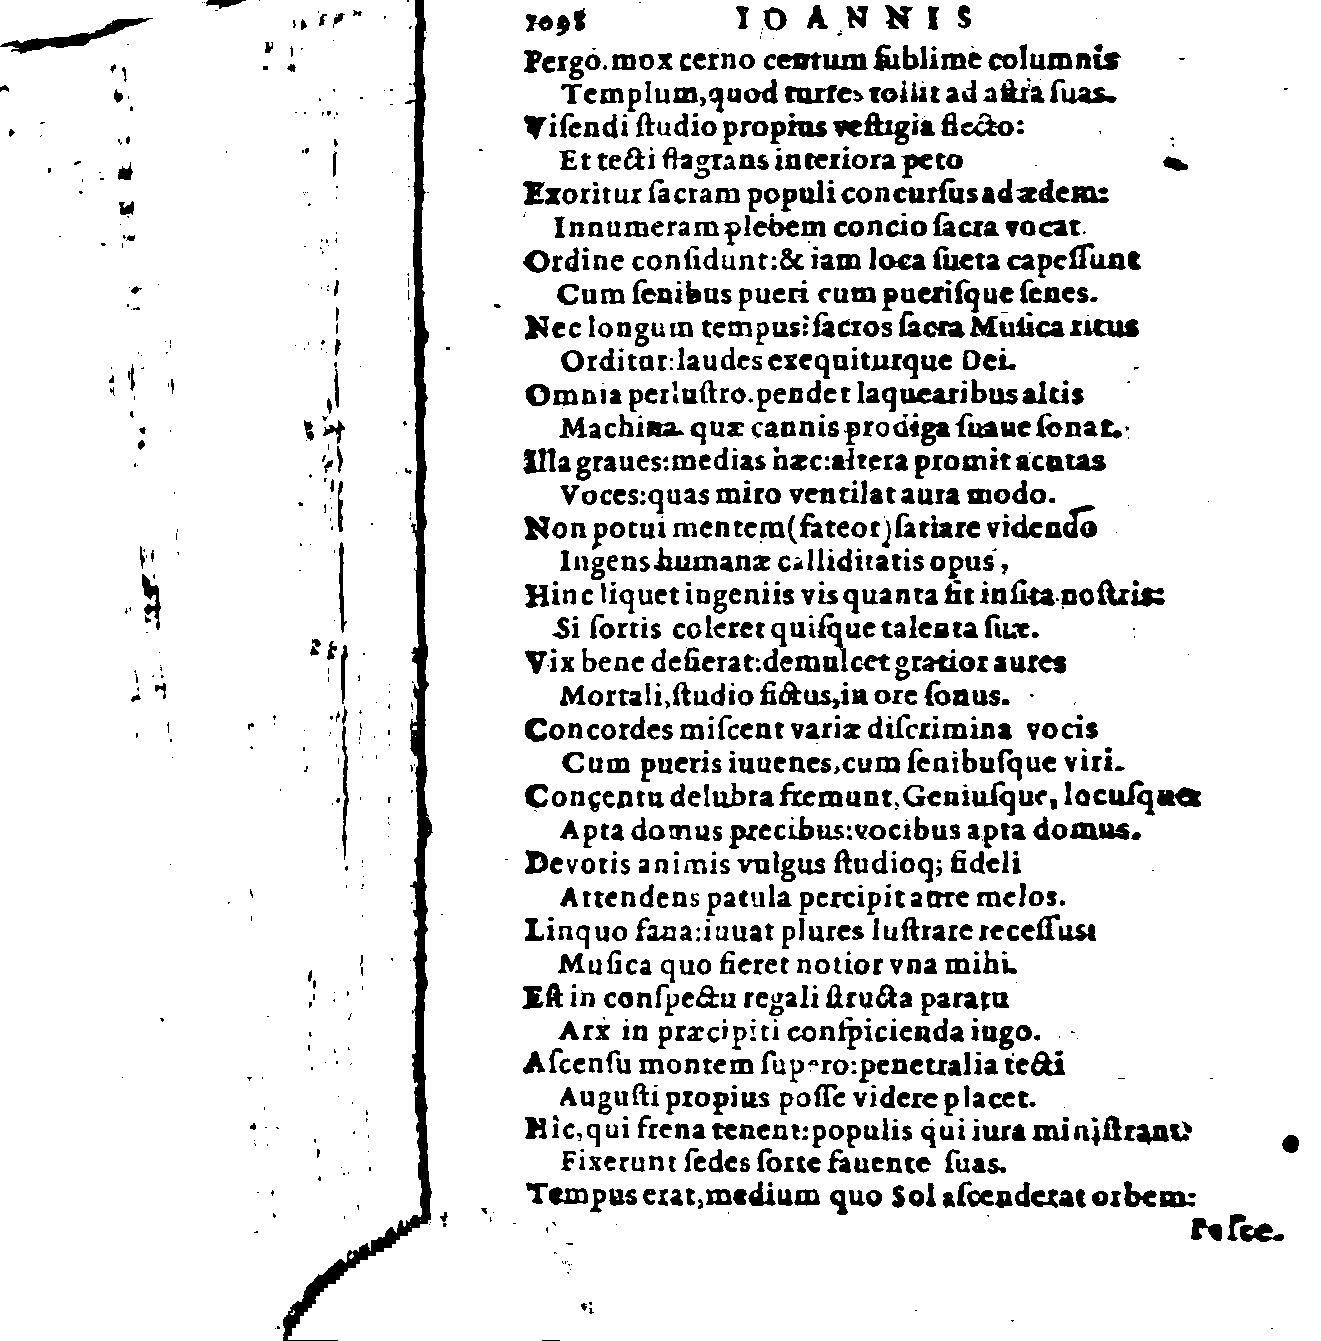 1098 IOANNIS
Pergo.mox cerno centum ſublime columnis
Templum,quod turres tollit ad aſtra ſuas.
Viſendi ſtudio propius veſtigia flecto:
Et tecti flagrans interiora peto
Exoritur ſacram populi concurſus ad ædem:
Innumeram plebem concio ſacra vocat.
Ordine conſidunt:& iam loca ſueta capeſſunt
Cum ſenibus pueri cum pueriſque ſenes.
Nec longum tempus:ſacros ſacra Muſica ritus
Orditur:laudes exequiturque Dei.
Omnia perluſtro.pendet laquearibus altis
Machina quæ cannis prodiga ſuaue ſonat.
Illa graues:medias hæc:altera promit acutas
Voces:quas miro ventilat aura modo.
Non potui mentem(fateor)ſatiare videndo
Ingens humanæ calliditatis opus,
Hinc liquet ingeniis vis quanta ſit inſita noſtris:
Si ſortis coleret quiſque talenta ſuæ.
Vix bene deſierat:demulcet gratior aures
Mortali,ſtudio fictus,in ore ſonus.
Concordes miſcent variæ diſcrimina vocis
Cum pueris iuuenes,cum ſenibuſque viri.
Conçentu delubra fremunt,Geniuſque, locuſque:
Apta domus precibus:vocibus apta domus.
Devotis animis vulgus ſtudioq; fideli
Attendens patula percipit aure melos.
Linquo fana:iuuat plures luſtrare receſſus:
Muſica quo fieret notior vna mihi.
Eſt in conſpectu regali ſtructa paratu
Arx in præcipiti conſpicienda iugo.
Aſcenſu montem ſupero:penetralia tecti
Auguſti propius poſſe videre placet.
Hic,qui frena tenent:populis qui iura miniſtrant:
Fixerunt ſedes ſorte fauente ſuas.
Tempus erat,medium quo Sol aſcenderat orbem:
Poſce.